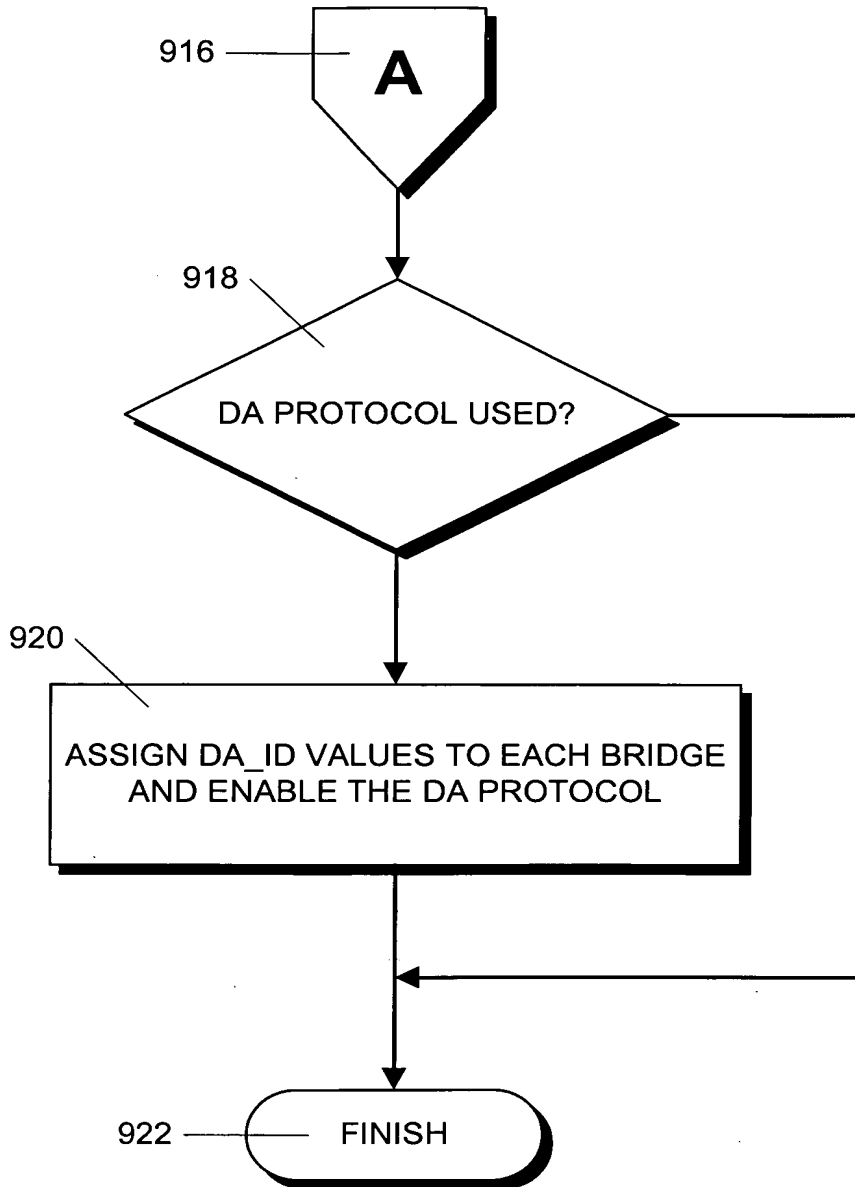 916
A
918
DA PROTOCOL USED?
920
ASSIGN DA_ID VALUES TO EACH BRIDGE
AND ENABLE THE DA PROTOCOL
922
FINISH